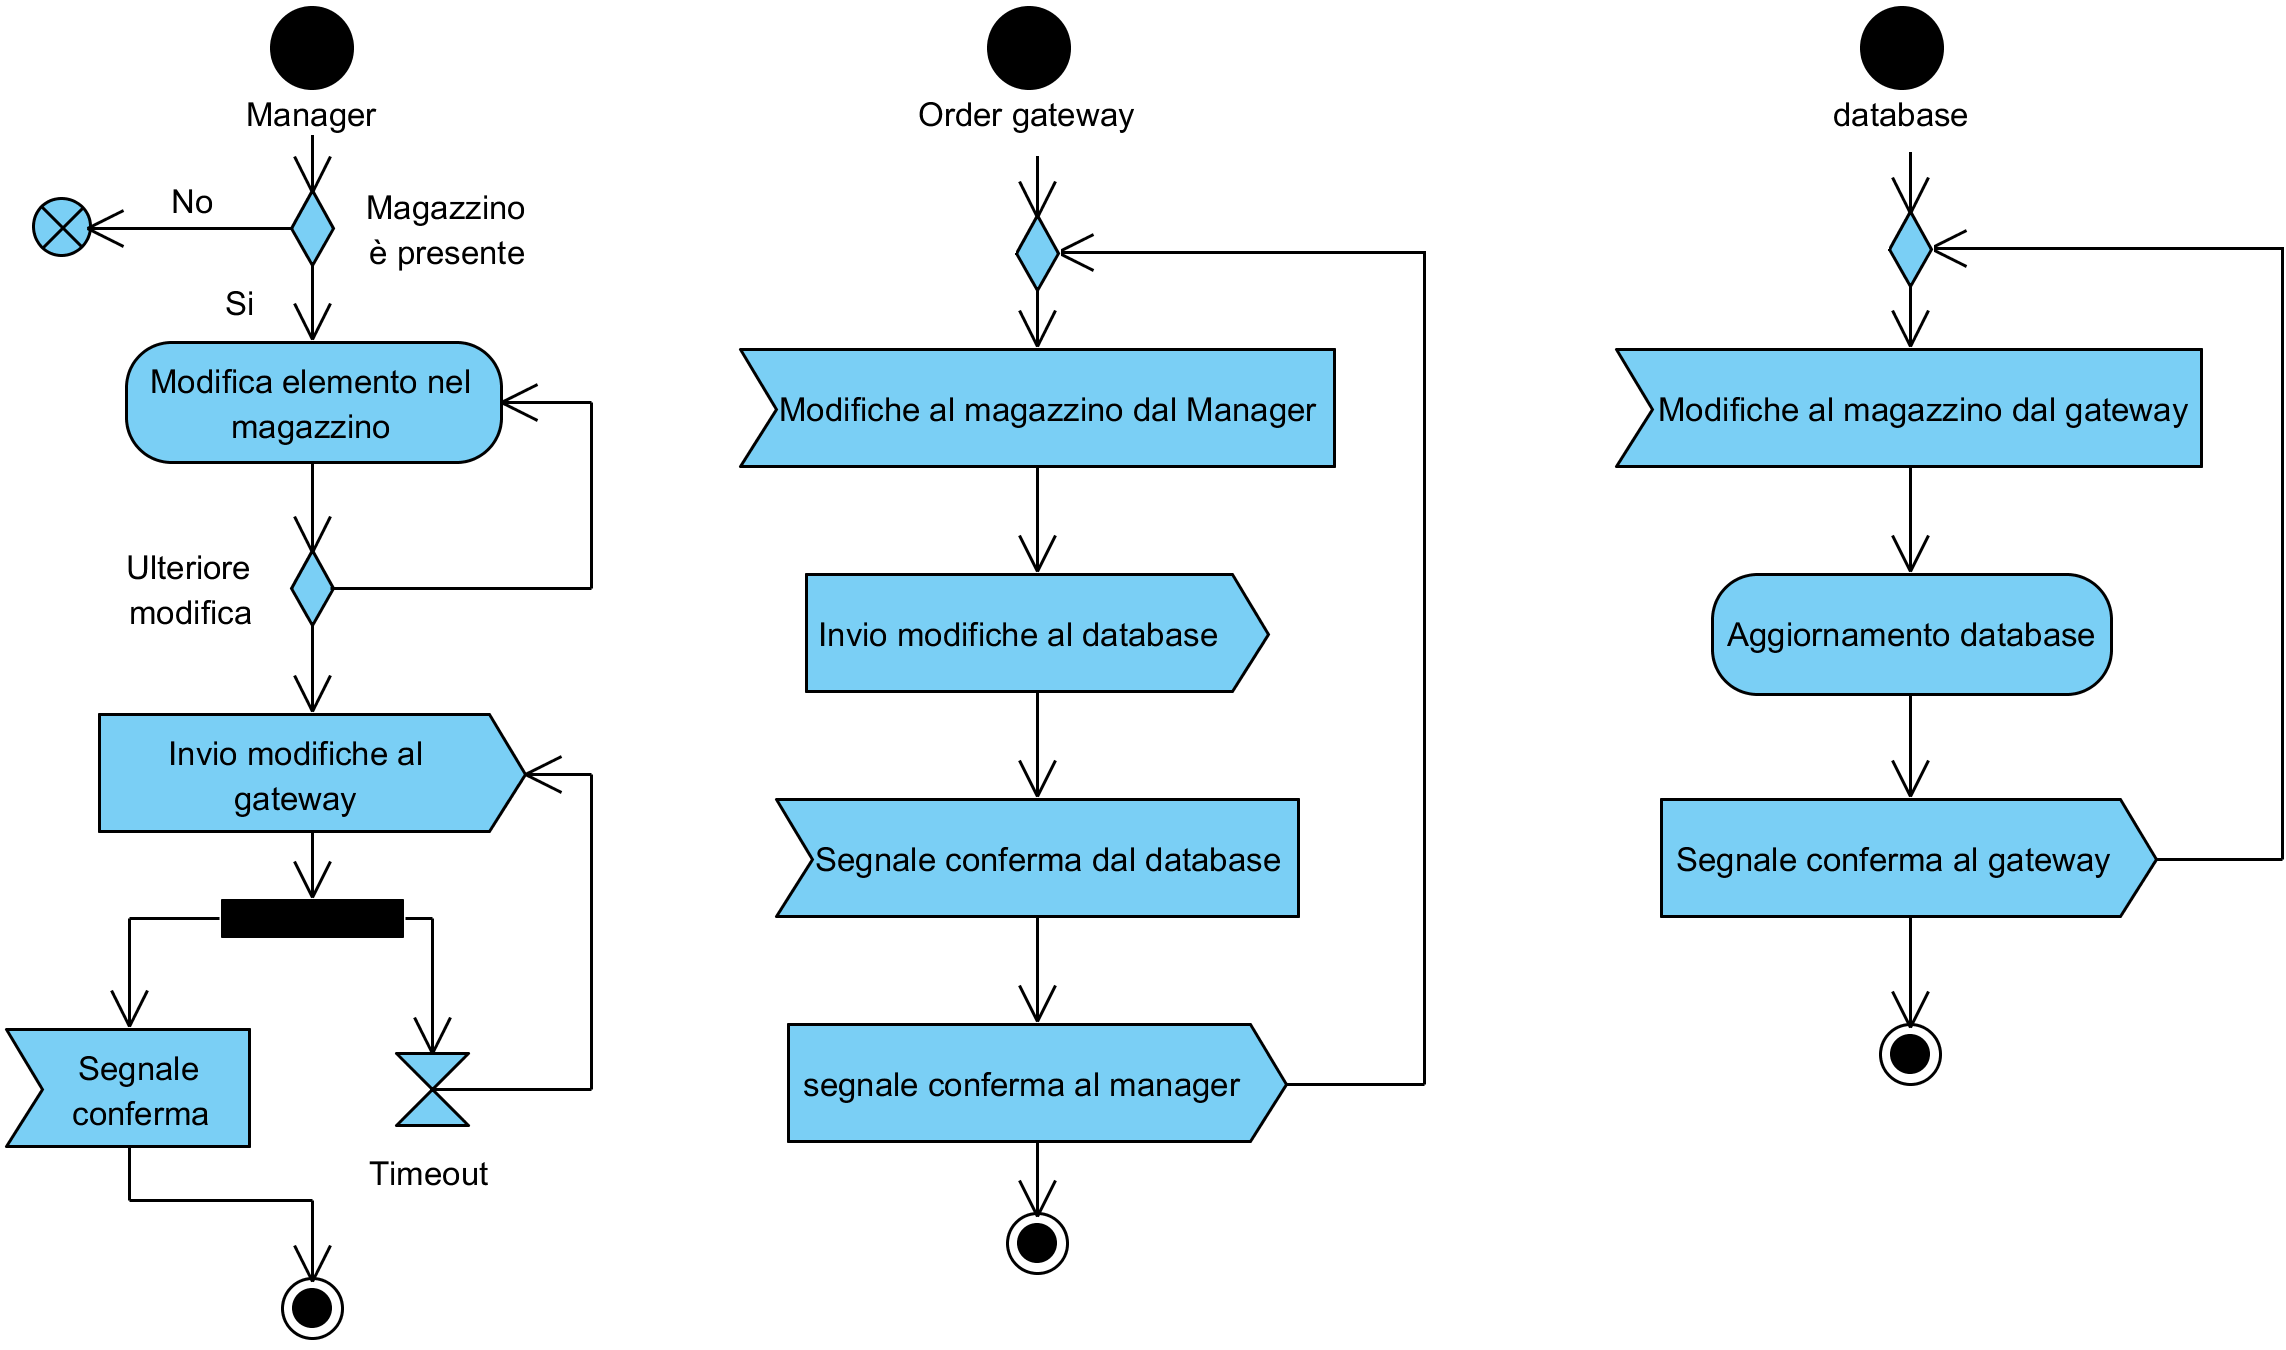 Manager
No
Magazzino
è presente
Si
Modifica elemento nel
magazzino
Ulteriore
modifica
Invio modifiche al
gateway
Segnale
conferma
Timeout
Order gateway
Modifiche al magazzino dal Manager
Invio modifiche al database
Segnale conferma dal database
segnale conferma al manager
database
Modifiche al magazzino dal gateway
Aggiornamento database
Segnale conferma al gateway